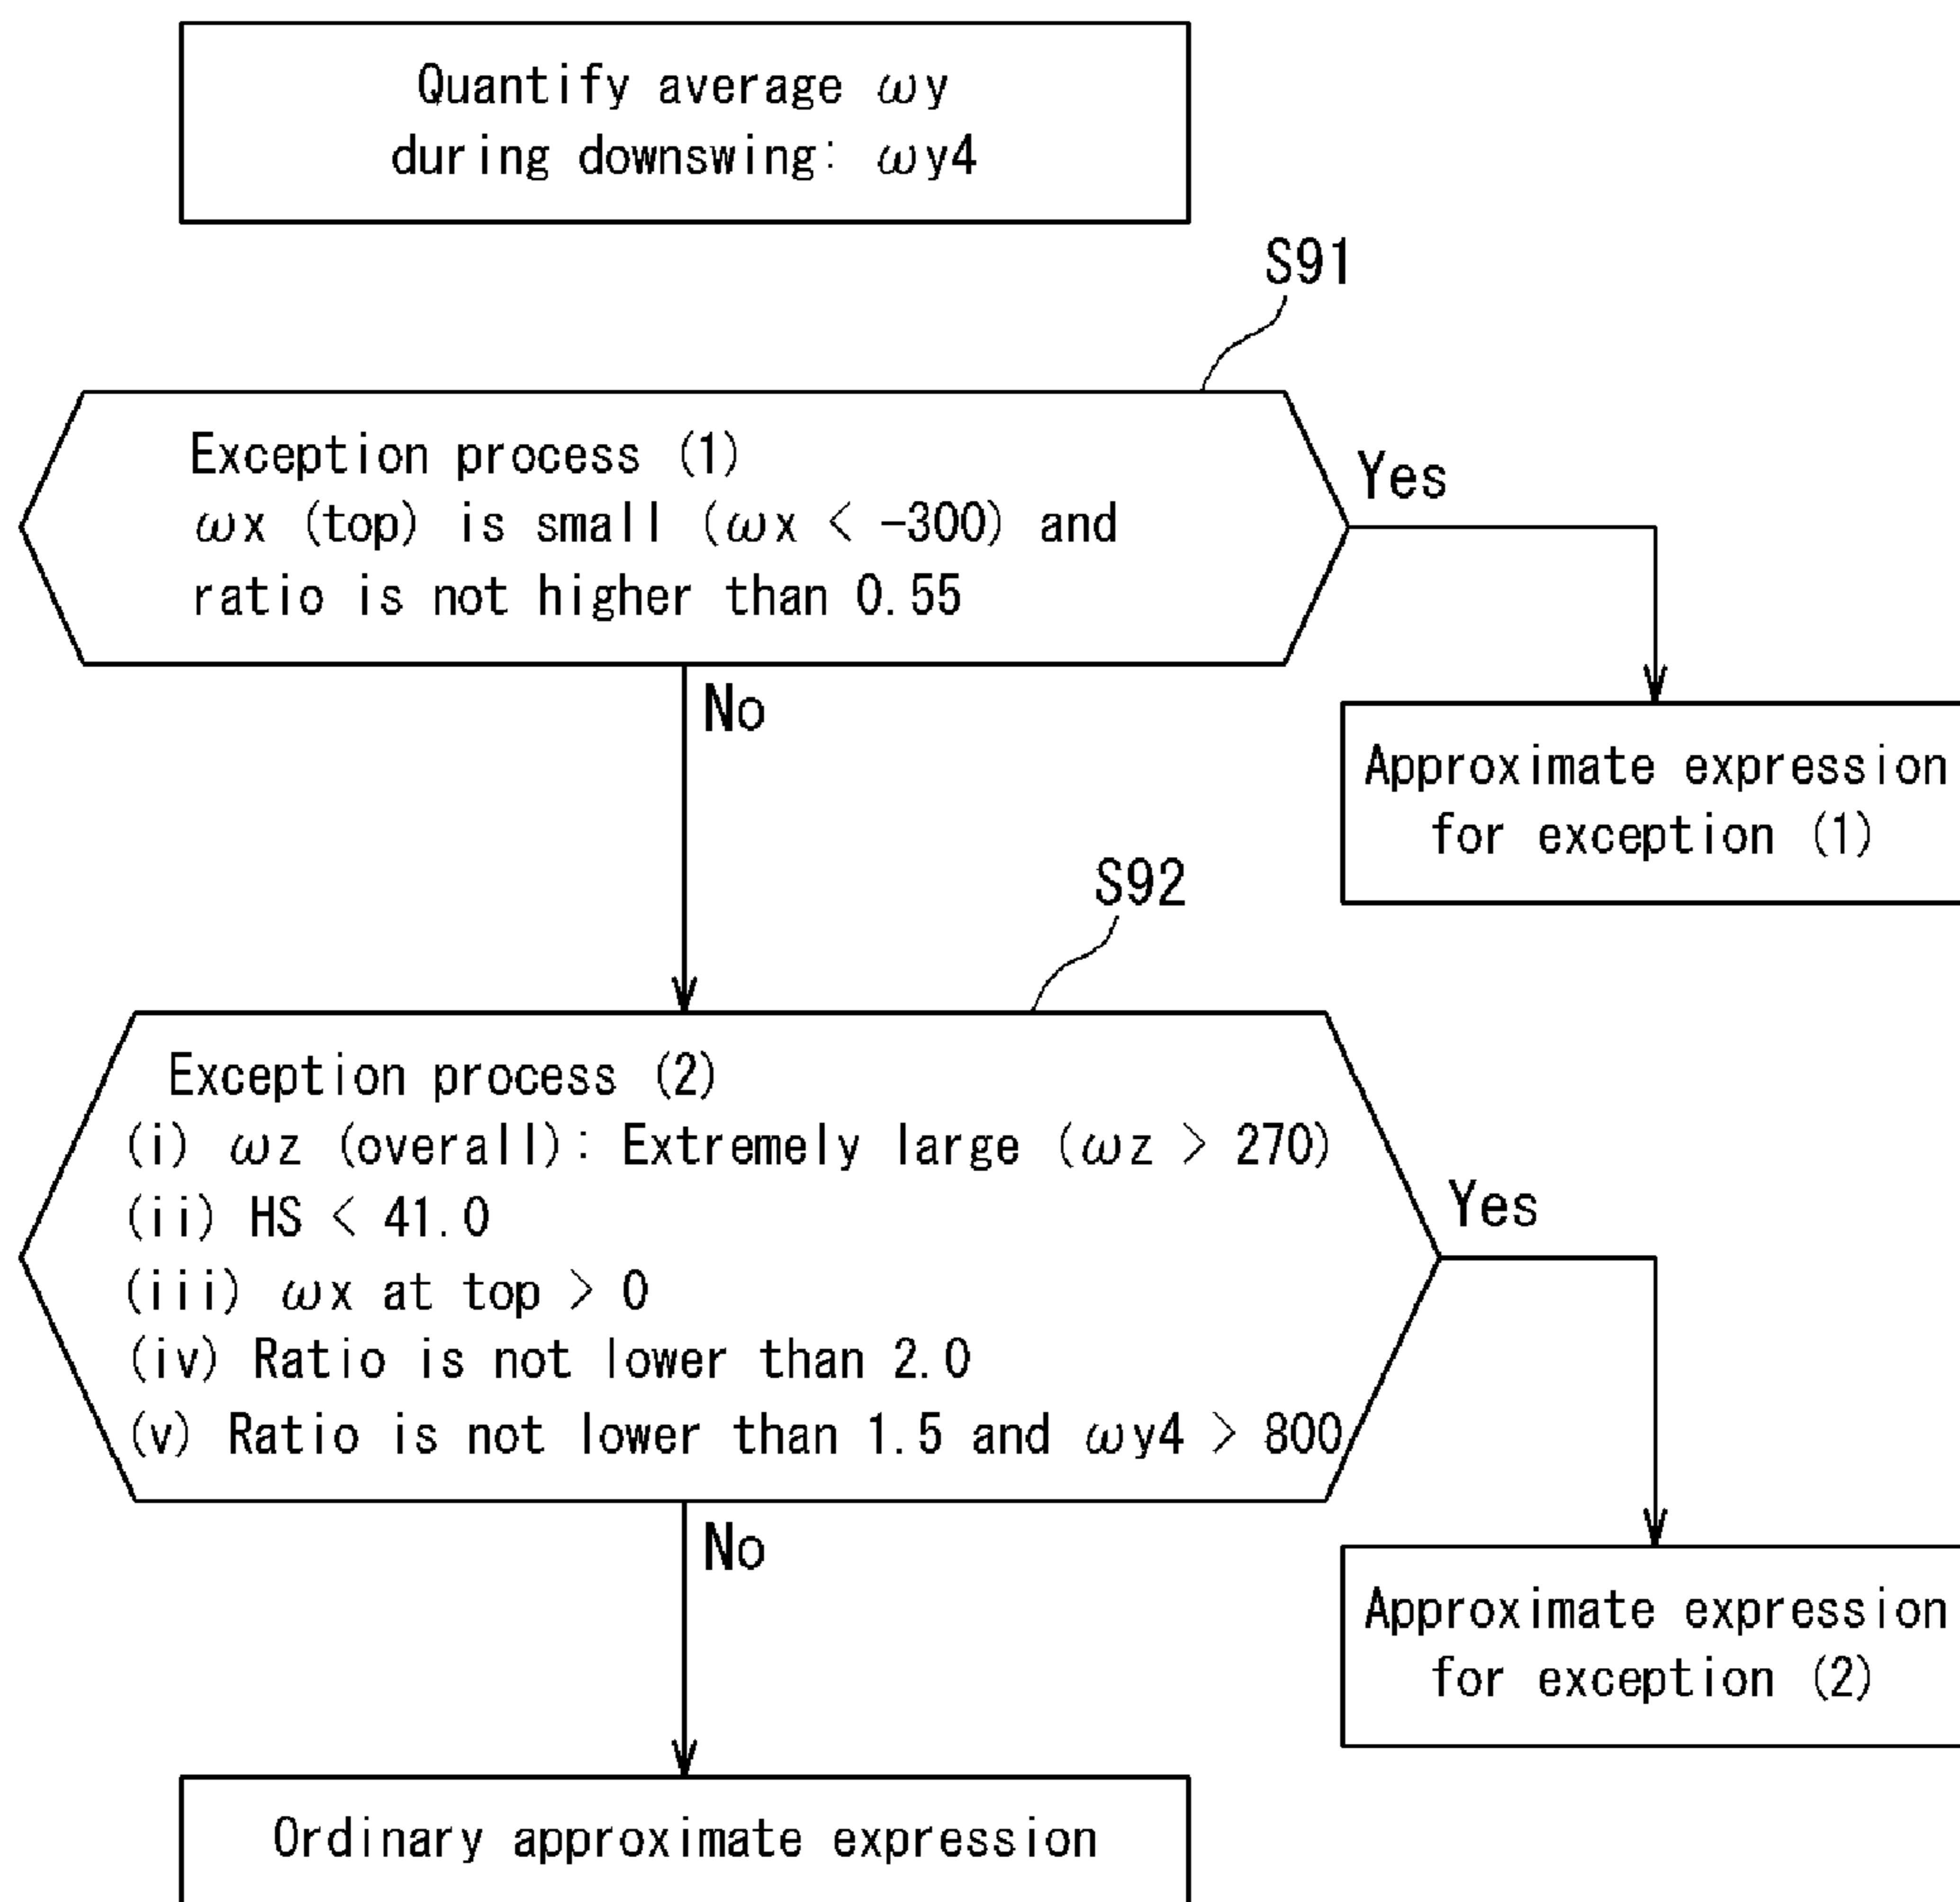 Quantify average ωy
during downswing: ωy4
S91
Exception process (1)
ωx (top) is small (ωx < -300) and
ratio is not higher than 0.55
Yes
No
Approximate expression
for exception (1)
S92
Exception process (2)
(i) ωz (overall): Extremely large (ωz > 270)
(ii) HS < 41.0
(iii) ωx at top > 0
(iv) Ratio is not lower than 2.0
(v) Ratio is not lower than 1.5 and ωy4 > 800
Yes
No
Approximate expression
for exception (2)
Ordinary approximate expression